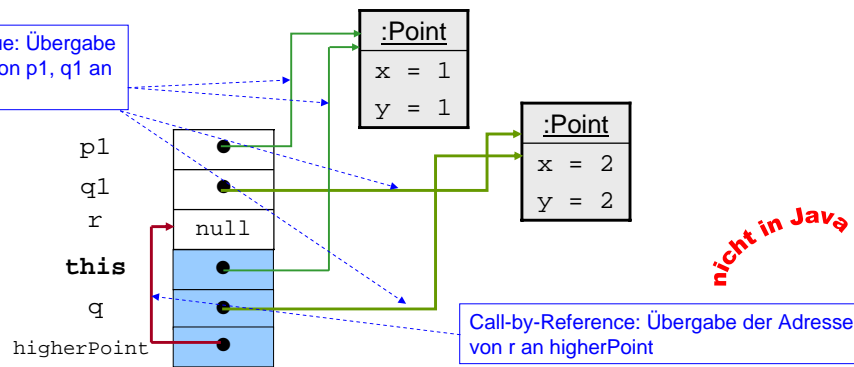 :Point
x = 1
y = 1
ue: Übergabe
on p1, q1 an
:Point
x = 2
y = 2
p1
q1
r
null
this
q
higherPoint
nicht in Java
Call-by-Reference: Übergabe der Adresse
von r an higherPoint